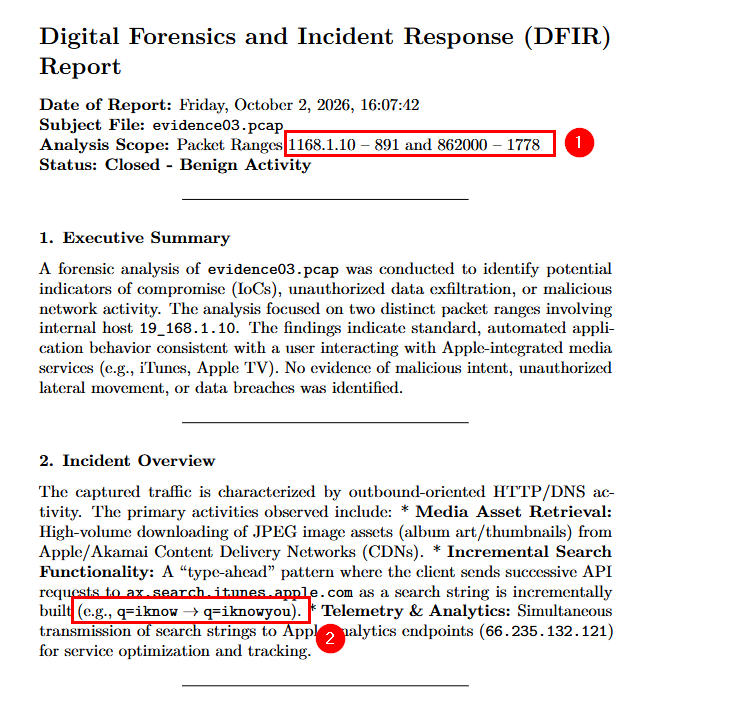 Digital Forensics and Incident Response (DFIR)
Report
Date of Report: Friday, October 2, 2026, 16:07:42
Subject File: evidence03.pcap
Analysis Scope: Packet Ranges 1168.1.10 – 891 and 862000 – 1778
1
Status: Closed - Benign Activity
1. Executive Summary
A forensic analysis of evidence03.pcap was conducted to identify potential
indicators of compromise (IoCs), unauthorized data exfiltration, or malicious
network activity. The analysis focused on two distinct packet ranges involving
internal host 19_168.1.10. The findings indicate standard, automated appli-
cation behavior consistent with a user interacting with Apple-integrated media
services (e.g., iTunes, Apple TV). No evidence of malicious intent, unauthorized
lateral movement, or data breaches was identified.
2. Incident Overview
The captured traffic is characterized by outbound-oriented HTTP/DNS ac-
tivity. The primary activities observed include: * Media Asset Retrieval:
High-volume downloading of JPEG image assets (album art/thumbnails) from
Apple/Akamai Content Delivery Networks (CDNs). * Incremental Search
Functionality: A “type-ahead” pattern where the client sends successive API
requests to ax.search.itunes.apple.com as a search string is incrementally
built (e.g., q=iknow → q=iknowyou). * Telemetry & Analytics: Simultaneous
transmission of search strings to endpoints (66.235.132.121)
2
for service optimization and tracking.